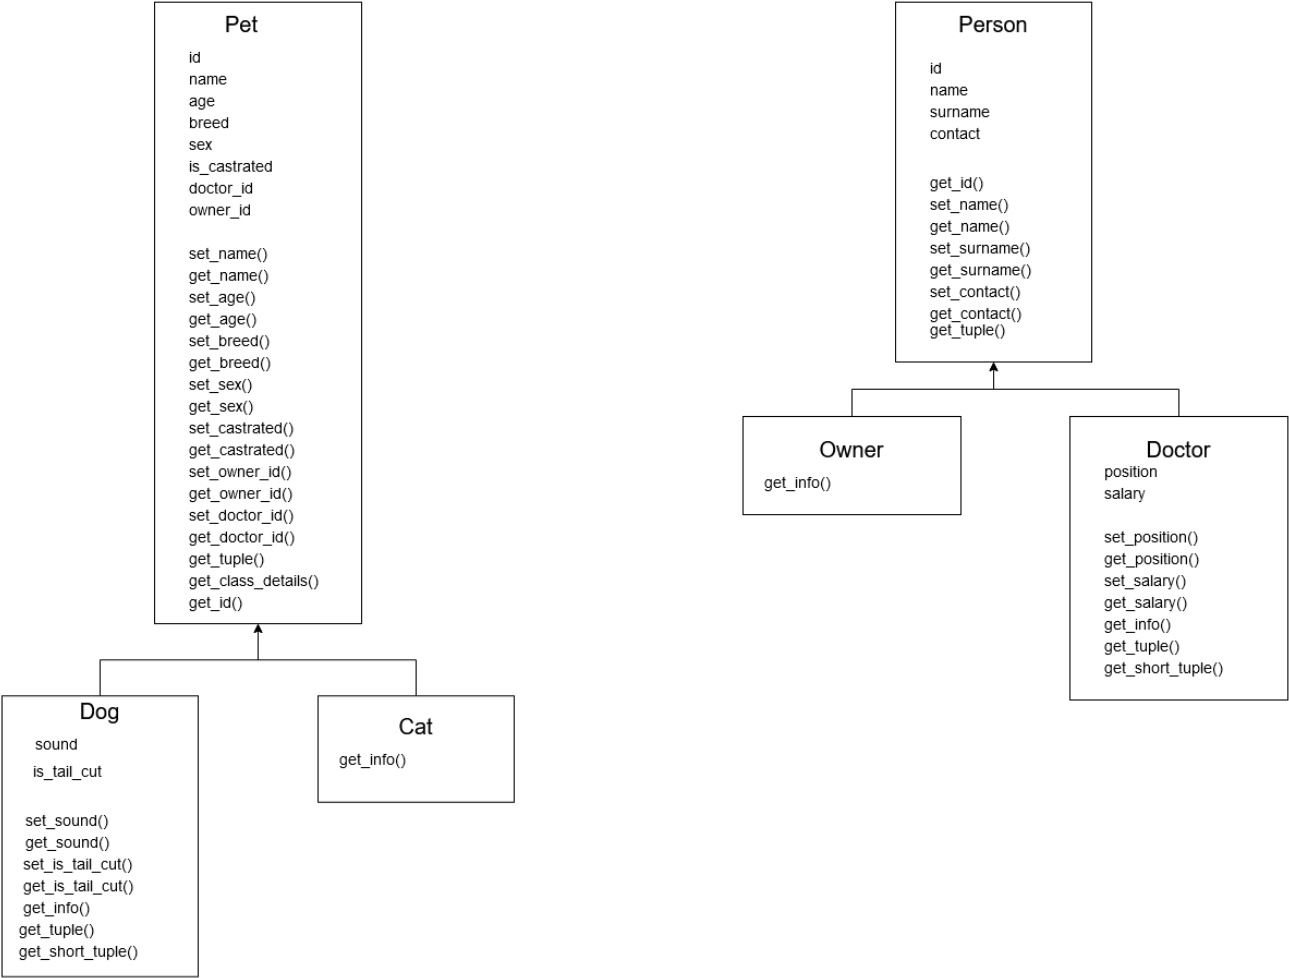 Pet
id
name
age
breed
sex
is_castrated
doctor_id
owner_id
set_name()
get_name()
set_age()
get_age()
set_breed()
get_breed()
set_sex()
get_sex()
set_castrated()
get_castrated()
set_owner_id()
get_owner_id()
set_doctor_id()
get_doctor_id()
get_tuple()
get_class_details()
get_id()
Dog
sound
is_tail_cut
set_sound()
get_sound()
set_is_tail_cut()
get_is_tail_cut()
get_info()
get_tuple()
get_short_tuple()
Cat
get_info()
Person
id
name
surname
contact
get_id()
set_name()
get_name()
set_surname()
get_surname()
set_contact()
get_contact()
get_tuple()
Owner
get_info()
Doctor
position
salary
set_position()
get_position()
set_salary()
get_salary()
get_info()
get_tuple()
get_short_tuple()